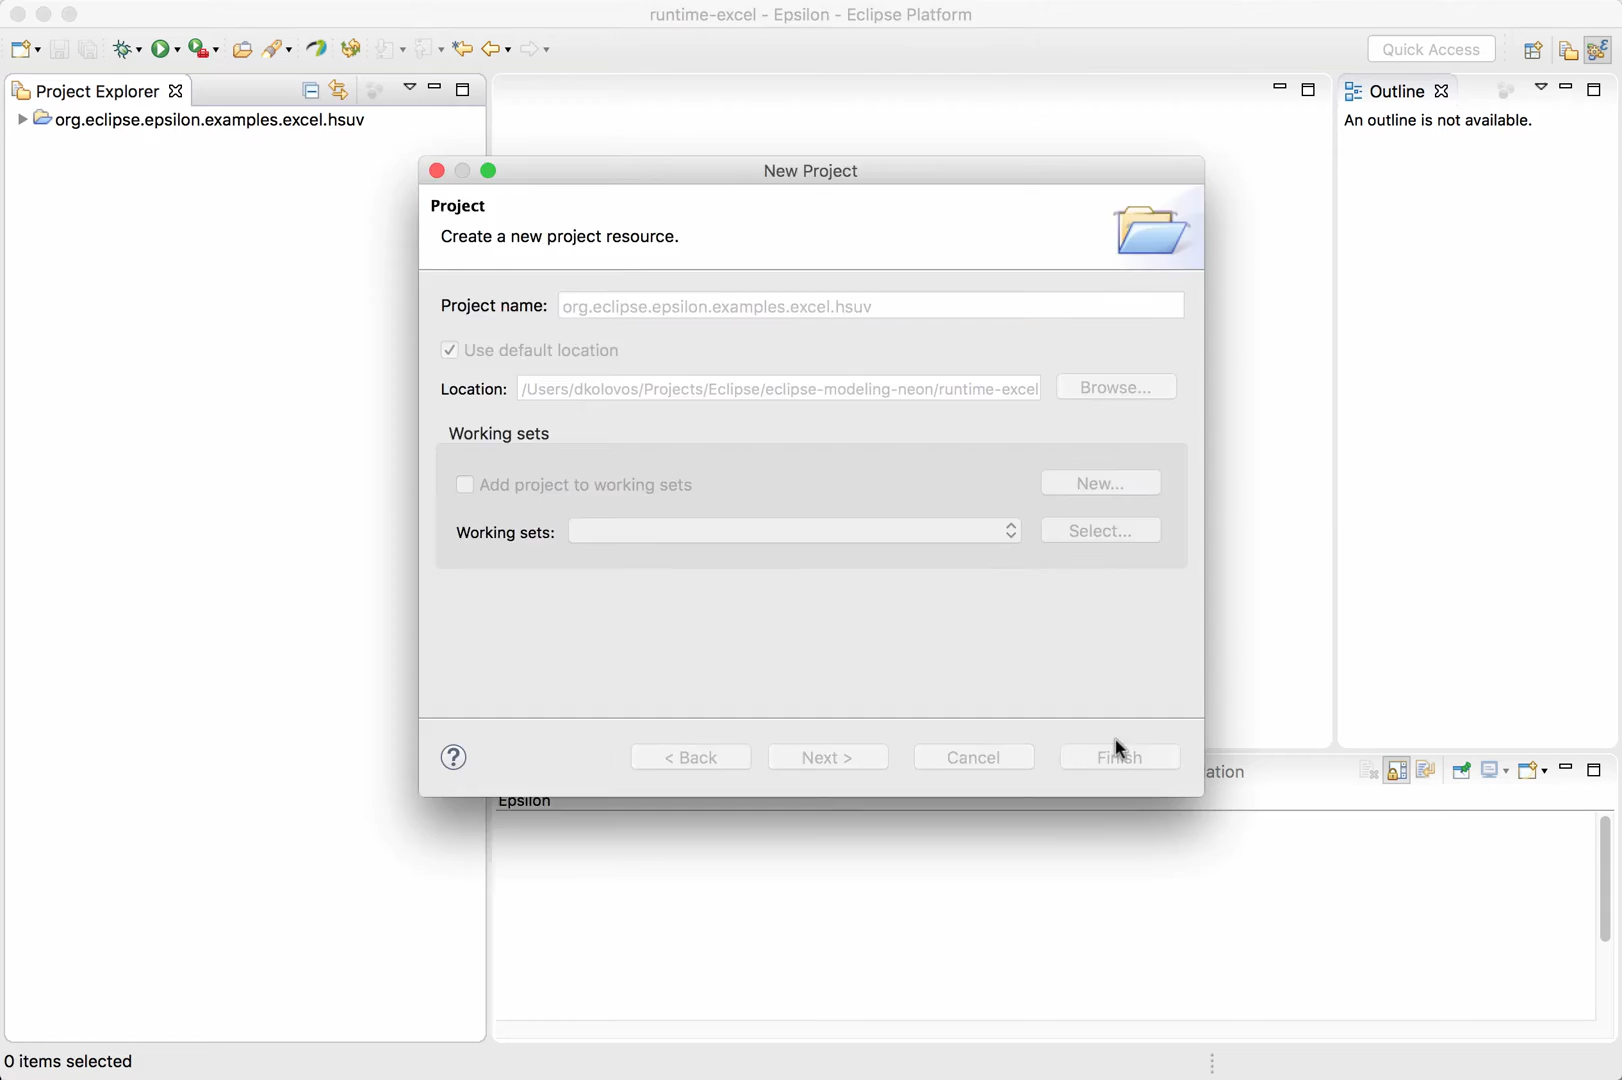 runtime-excel - Epsilon - Eclipse Platform
Quick Access
Project Explorer
org.eclipse.epsilon.examples.excel.hsuv
Outline
An outline is not available.
New Project
Project
Create a new project resource.
Project name: org.eclipse.epsilon.examples.excel.hsuv
Use default location
Location: /Users/dkolovos/Projects/Eclipse/eclipse-modeling-neon/runtime-excel
Browse...
Working sets
Add project to working sets
New...
Working sets:
Select...
?
< Back
Next >
Cancel
Finish
ation
Epsilon
0 items selected